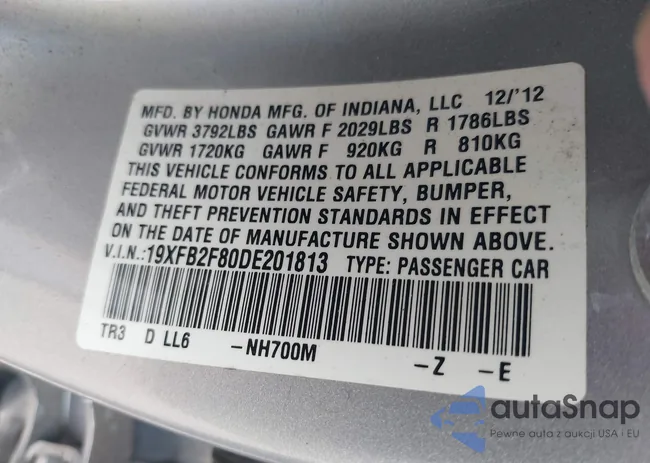 MFD. BY HONDA MFG. OF INDIANA, LLC 12/'12
GVWR 3792LBS GAWR F 2029LBS R 1786LBS
GVWR 1720KG GAWR F 920KG R 810KG
THIS VEHICLE CONFORMS TO ALL APPLICABLE
FEDERAL MOTOR VEHICLE SAFETY, BUMPER,
AND THEFT PREVENTION STANDARDS IN EFFECT
ON THE DATE OF MANUFACTURE SHOWN ABOVE.
V.I.N.:19XFB2F80DE201813 TYPE: PASSENGER CAR
TR3 D LL6 -NH700M -Z -E
autaSnap
Pewne auta z aukcji USA i EU